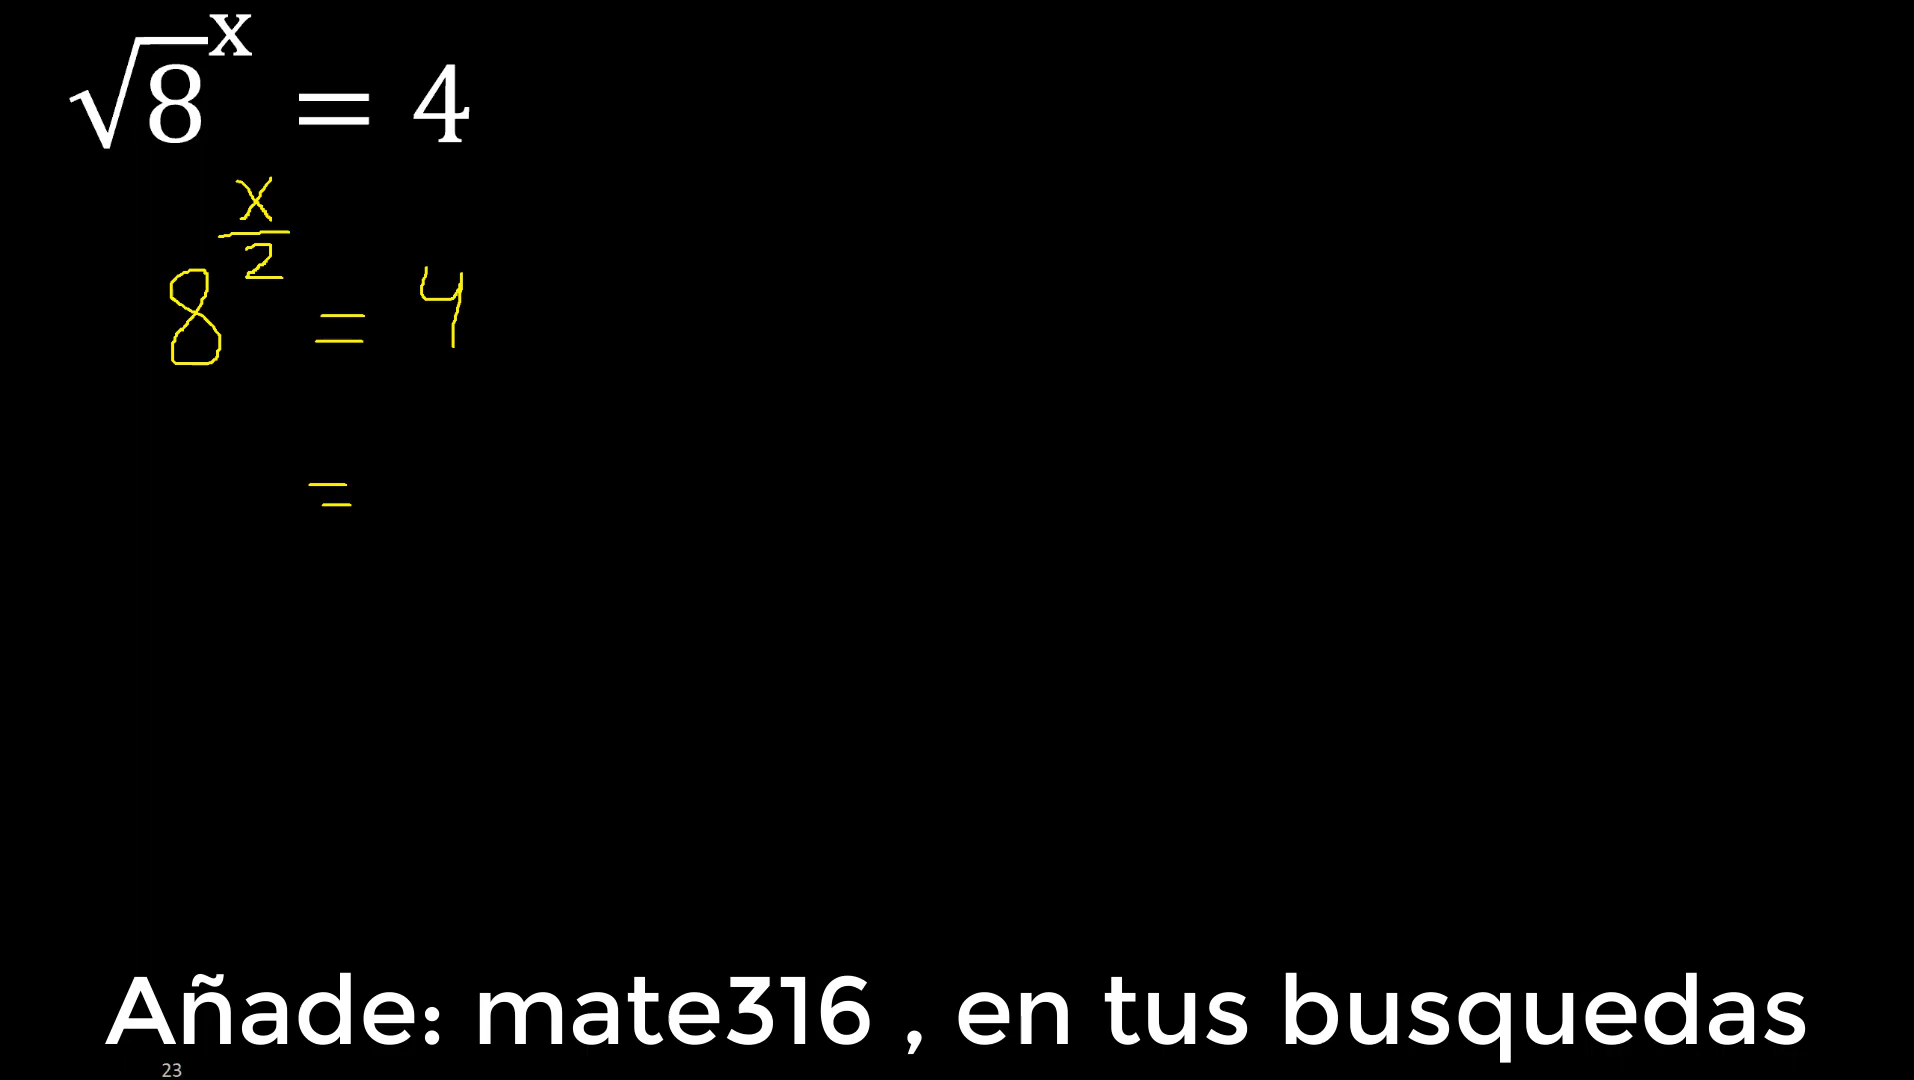 √8^x = 4
8^(x/2) = 4
=
Añade: mate316 , en tus busquedas
23